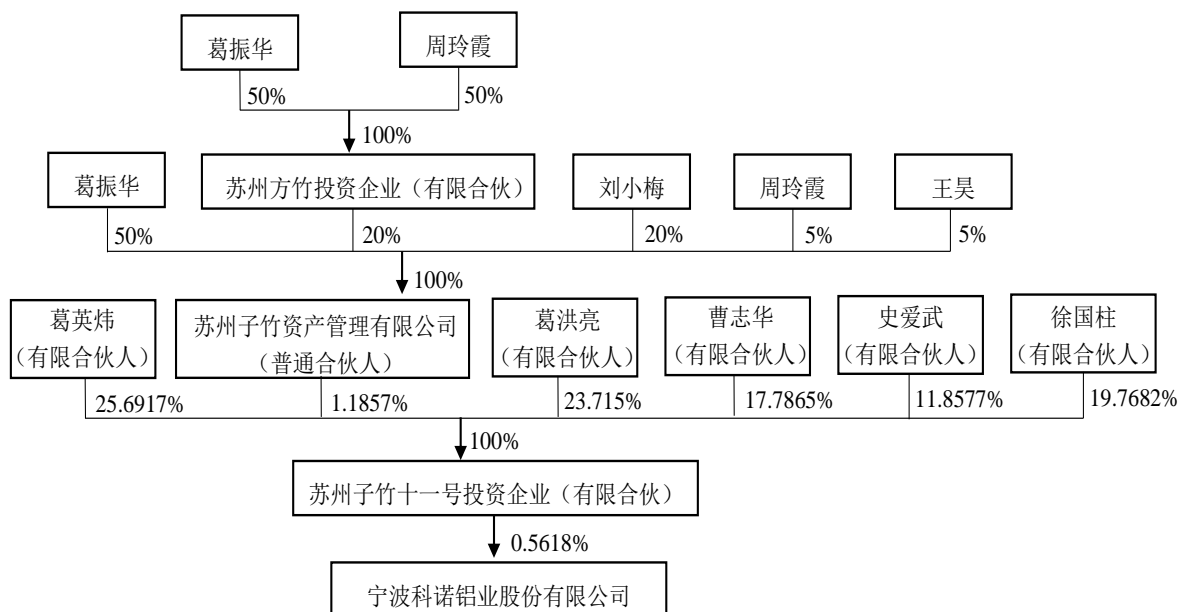 葛振华
周玲霞
50%
50%
100%
葛振华
苏州方竹投资企业（有限合伙）
刘小梅
周玲霞
王昊
50%
20%
20%
5%
5%
100%
葛英炜
（有限合伙人）
苏州子竹资产管理有限公司
（普通合伙人）
葛洪亮
（有限合伙人）
曹志华
（有限合伙人）
史爱武
（有限合伙人）
徐国柱
（有限合伙人）
25.6917%
1.1857%
23.715%
17.7865%
11.8577%
19.7682%
100%
苏州子竹十一号投资企业（有限合伙）
0.5618%
宁波科诺铝业股份有限公司